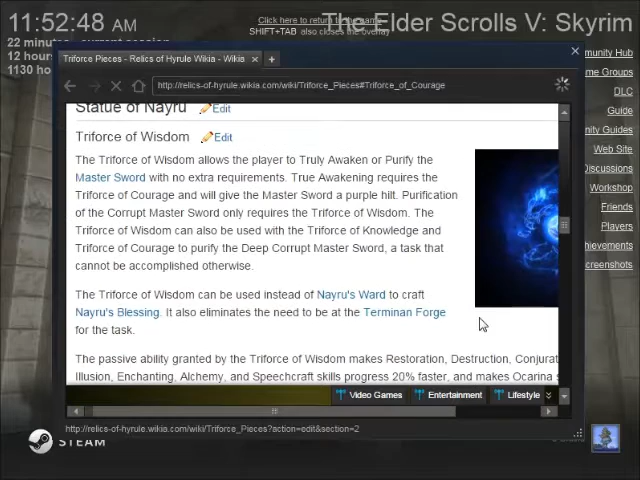 11:52:48 AM
The Elder Scrolls V: Skyrim
Click here to return to the game
SHIFT+TAB also closes the overlay
22 minutes
12 hours
Triforce Pieces - Relics of Hyrule Wikia - Wikia
http://relics-of-hyrule.wikia.com/wiki/Triforce_Pieces#Triforce_of_Courage
Statue of Nayru Edit
Triforce of Wisdom Edit
The Triforce of Wisdom allows the player to Truly Awaken or Purify the
Master Sword with no extra requirements. True Awakening requires the
Triforce of Courage and will give the Master Sword a purple hilt. Purification
of the Corrupt Master Sword only requires the Triforce of Wisdom. The
Triforce of Wisdom can also be used with the Triforce of Knowledge and
Triforce of Courage to purify the Deep Corrupt Master Sword, a task that
cannot be accomplished otherwise.
The Triforce of Wisdom can be used instead of Nayru's Ward to craft
Nayru's Blessing. It also eliminates the need to be at the Terminan Forge
for the task.
The passive ability granted by the Triforce of Wisdom makes Restoration, Destruction, Conjurat
Illusion, Enchanting, Alchemy, and Speechcraft skills progress 20% faster, and makes Ocarina
Video Games
Entertainment
Lifestyle
http://relics-of-hyrule.wikia.com/wiki/Triforce_Pieces?action=edit&section=2
munity Hub
me Groups
DLC
Guide
unity Guides
Web Site
Discussions
Workshop
Friends
Players
hievements
creenshots
STEAM